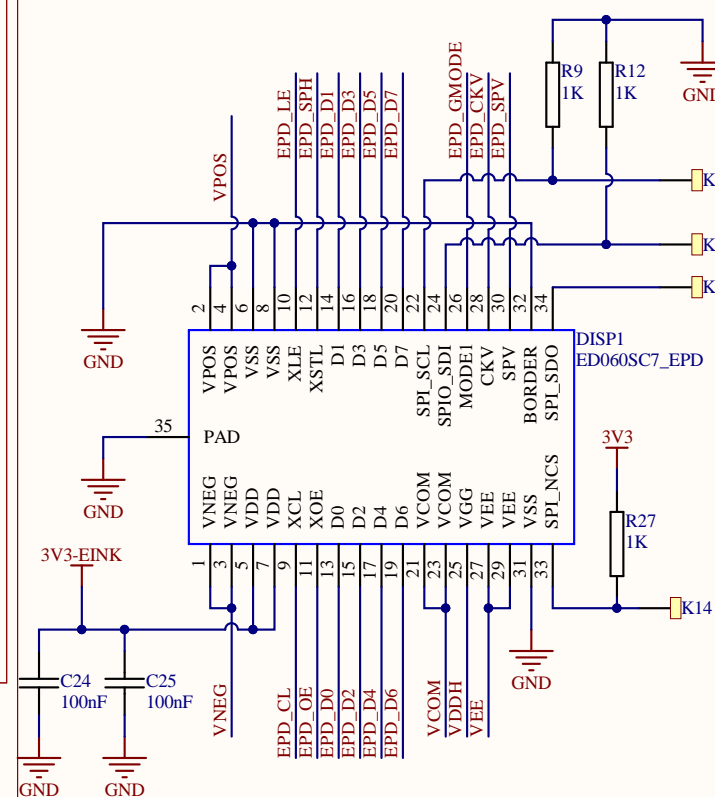 R9
1K
R12
1K
GND
EPD_LE
EPD_SPH
EPD_D1
EPD_D3
EPD_D5
EPD_D7
EPD_GMODE
EPD_CKV
EPD_SPV
VPOS
K
K
K
2
4
6
8
10
12
14
16
18
20
22
24
26
28
30
32
34
GND
DISP1
ED060SC7_EPD
VPOS
VPOS
VSS
VSS
XLE
XSTL
D1
D3
D5
D7
SPI_SCL
SPIO_SDI
MODE1
CKV
SPV
BORDER
SPI_SDO
35
PAD
GND
3V3
R27
1K
VNEG
VNEG
VDD
VDD
XCL
XOE
D0
D2
D4
D6
VCOM
VCOM
VGG
VEE
VEE
VSS
SPI_NCS
3V3-EINK
1
3
5
7
9
11
13
15
17
19
21
23
25
27
29
31
33
K14
C24
100nF
C25
100nF
VNEG
EPD_CL
EPD_OE
EPD_D0
EPD_D2
EPD_D4
EPD_D6
VCOM
VDDH
VEE
GND
GND
GND